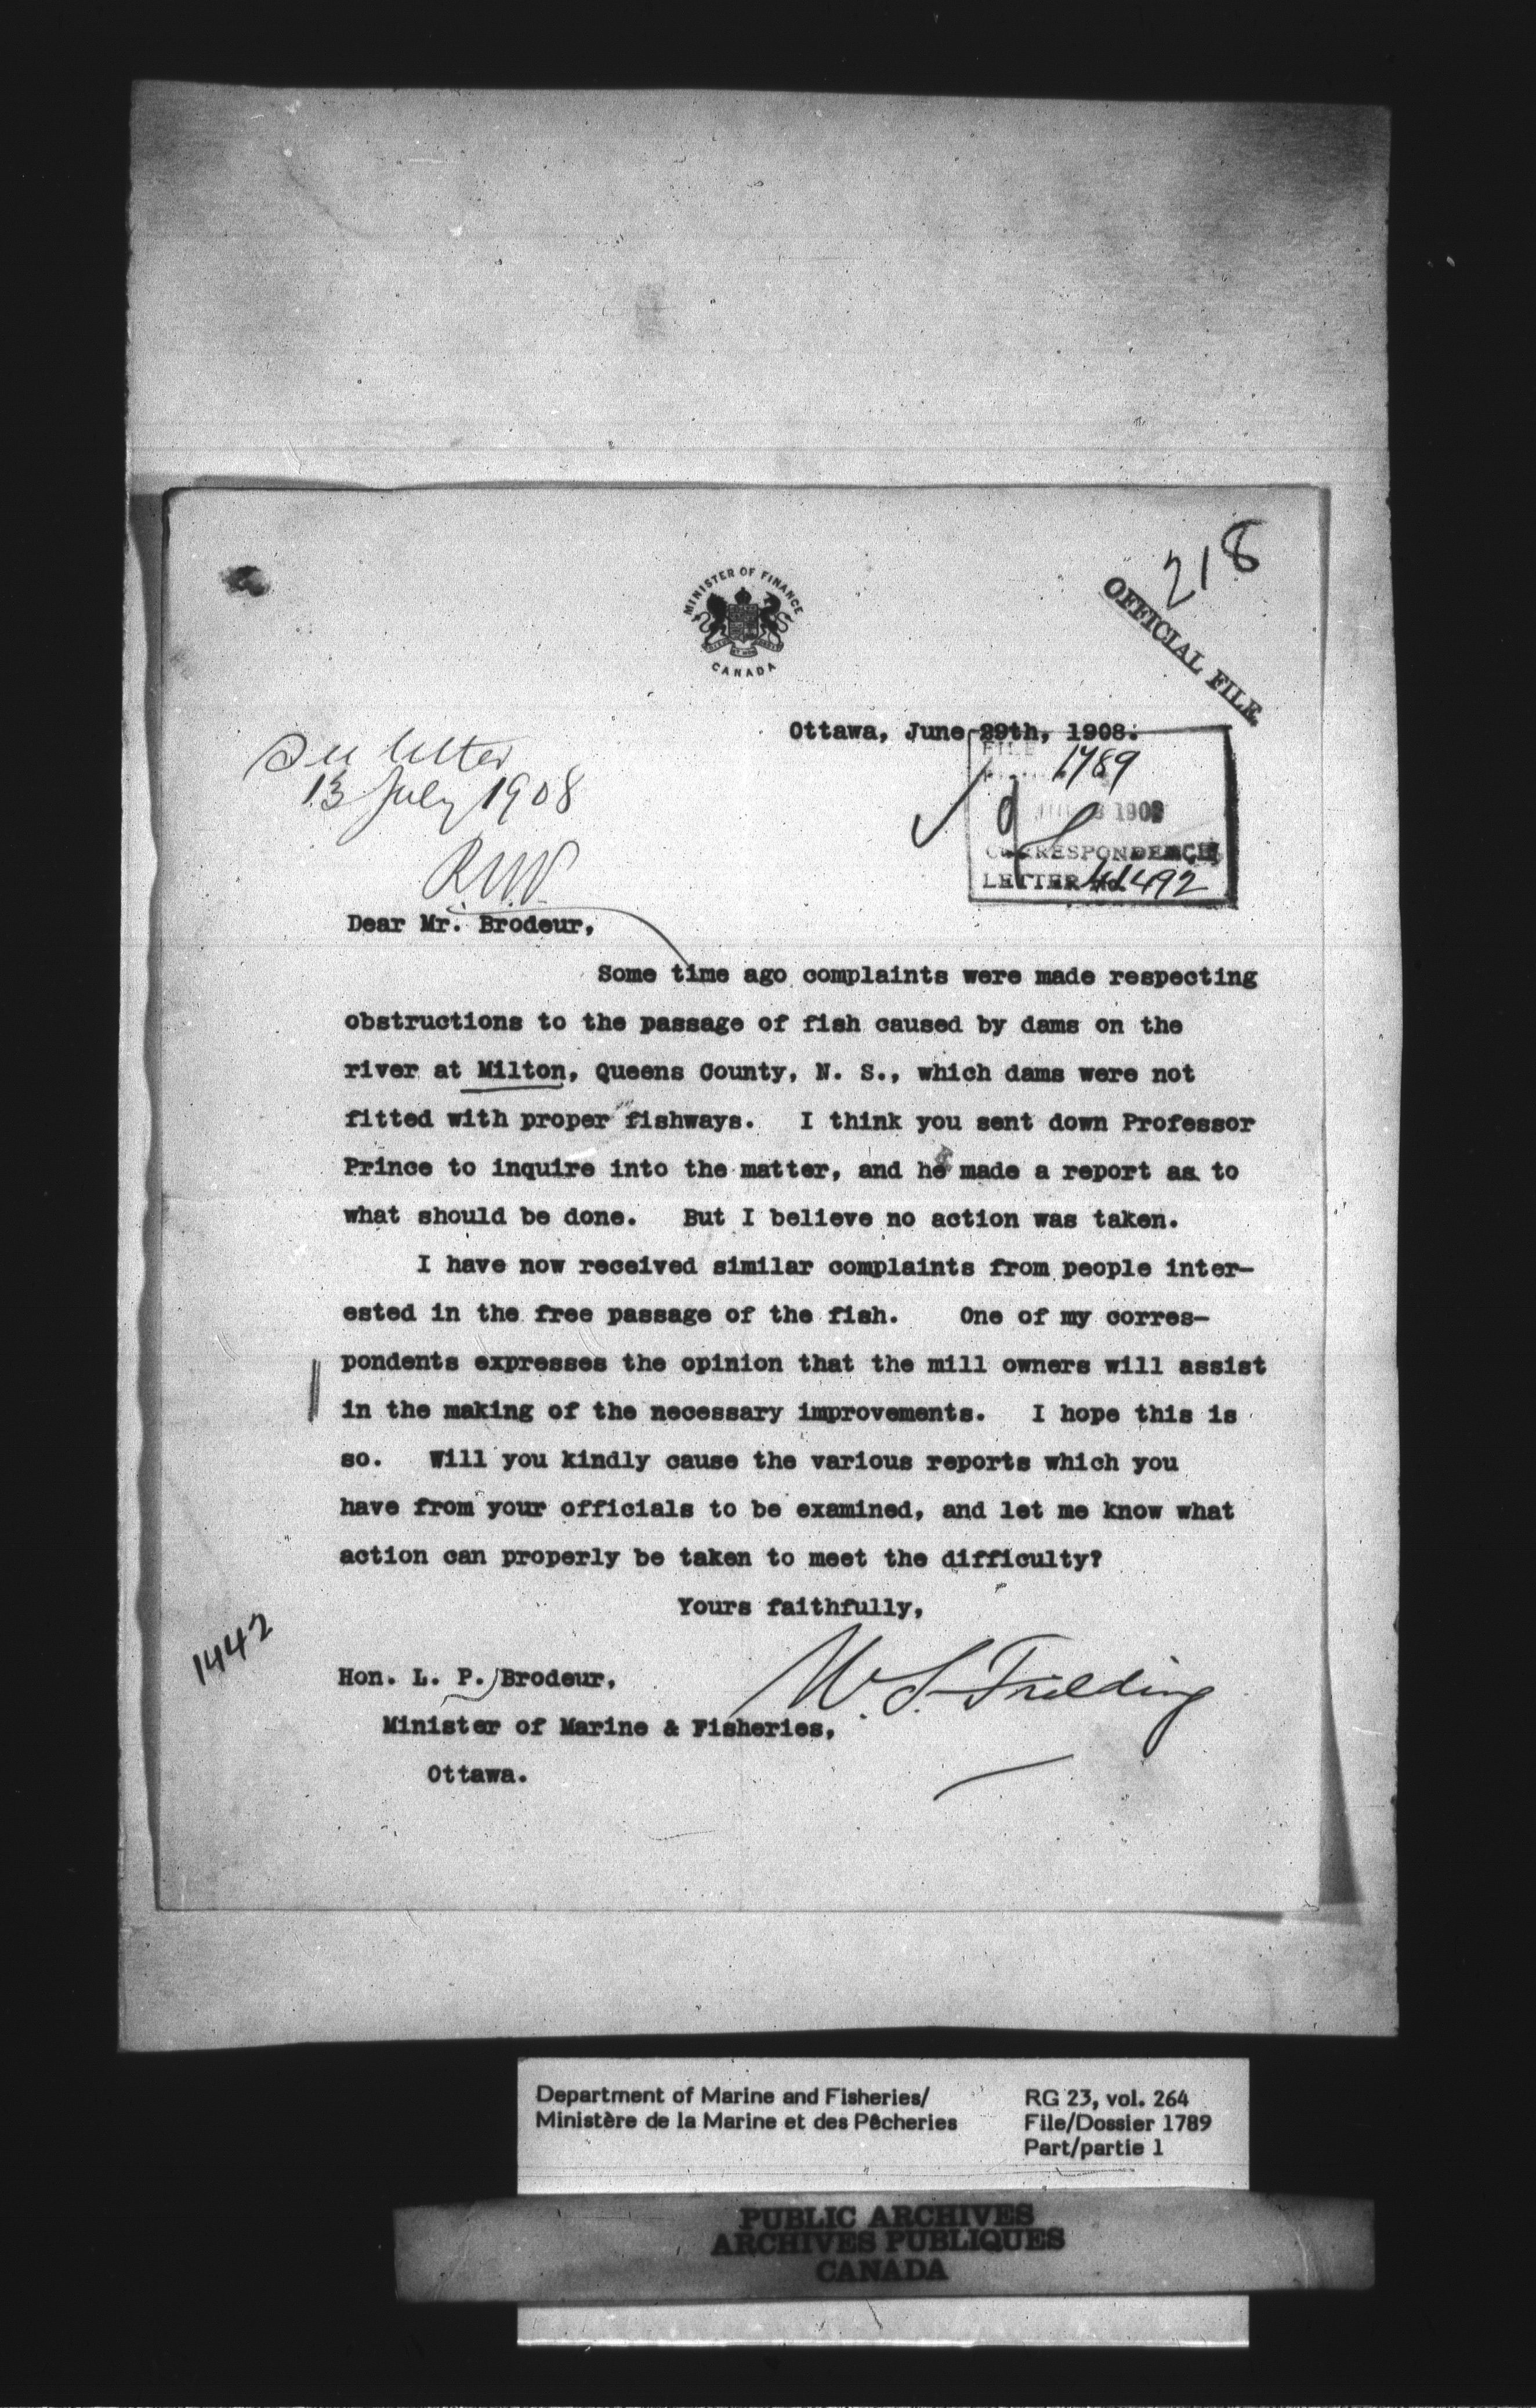 218
OFFICIAL FILE
MINISTER OF FINANCE
CANADA
Ottawa, June 29th, 1908.
See letter
13 July 1908
FILE
1789
1908
CORRESPONDENCE
LETTER No. 42492
Dear Mr. Brodeur,
Some time ago complaints were made respecting
obstructions to the passage of fish caused by dams on the
river at Milton, Queens County, N. S., which dams were not
fitted with proper fishways. I think you sent down Professor
Prince to inquire into the matter, and he made a report as to
what should be done. But I believe no action was taken.
I have now received similar complaints from people inter-
ested in the free passage of the fish. One of my corres-
pondents expresses the opinion that the mill owners will assist
in the making of the necessary improvements. I hope this is
so. Will you kindly cause the various reports which you
have from your officials to be examined, and let me know what
action can properly be taken to meet the difficulty?
Yours faithfully,
W. S. Fielding
1442
Hon. L. P. Brodeur,
Minister of Marine & Fisheries,
Ottawa.
Department of Marine and Fisheries/
Ministère de la Marine et des Pêcheries
RG 23, vol. 264
File/Dossier 1789
Part/partie 1
PUBLIC ARCHIVES
ARCHIVES PUBLIQUES
CANADA